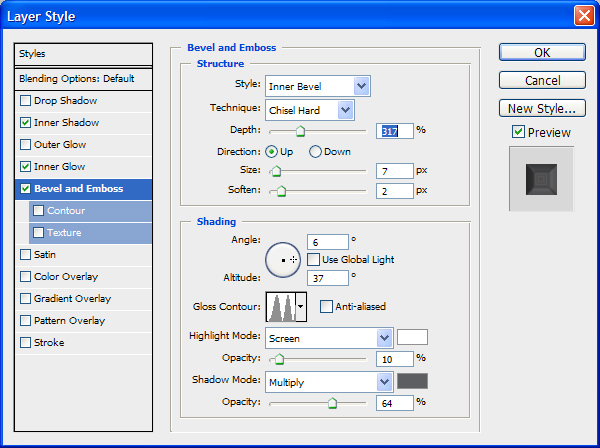 Layer Style
Styles
Blending Options: Default
Drop Shadow
Inner Shadow
Outer Glow
Inner Glow
Bevel and Emboss
Contour
Texture
Satin
Color Overlay
Gradient Overlay
Pattern Overlay
Stroke
Bevel and Emboss
Structure
Style: Inner Bevel
Technique: Chisel Hard
Depth: 317 %
Direction: Up Down
Size: 7 px
Soften: 2 px
Shading
Angle: 6 °
Use Global Light
Altitude: 37 °
Gloss Contour: Anti-aliased
Highlight Mode: Screen
Opacity: 10 %
Shadow Mode: Multiply
Opacity: 64 %
OK
Cancel
New Style...
Preview